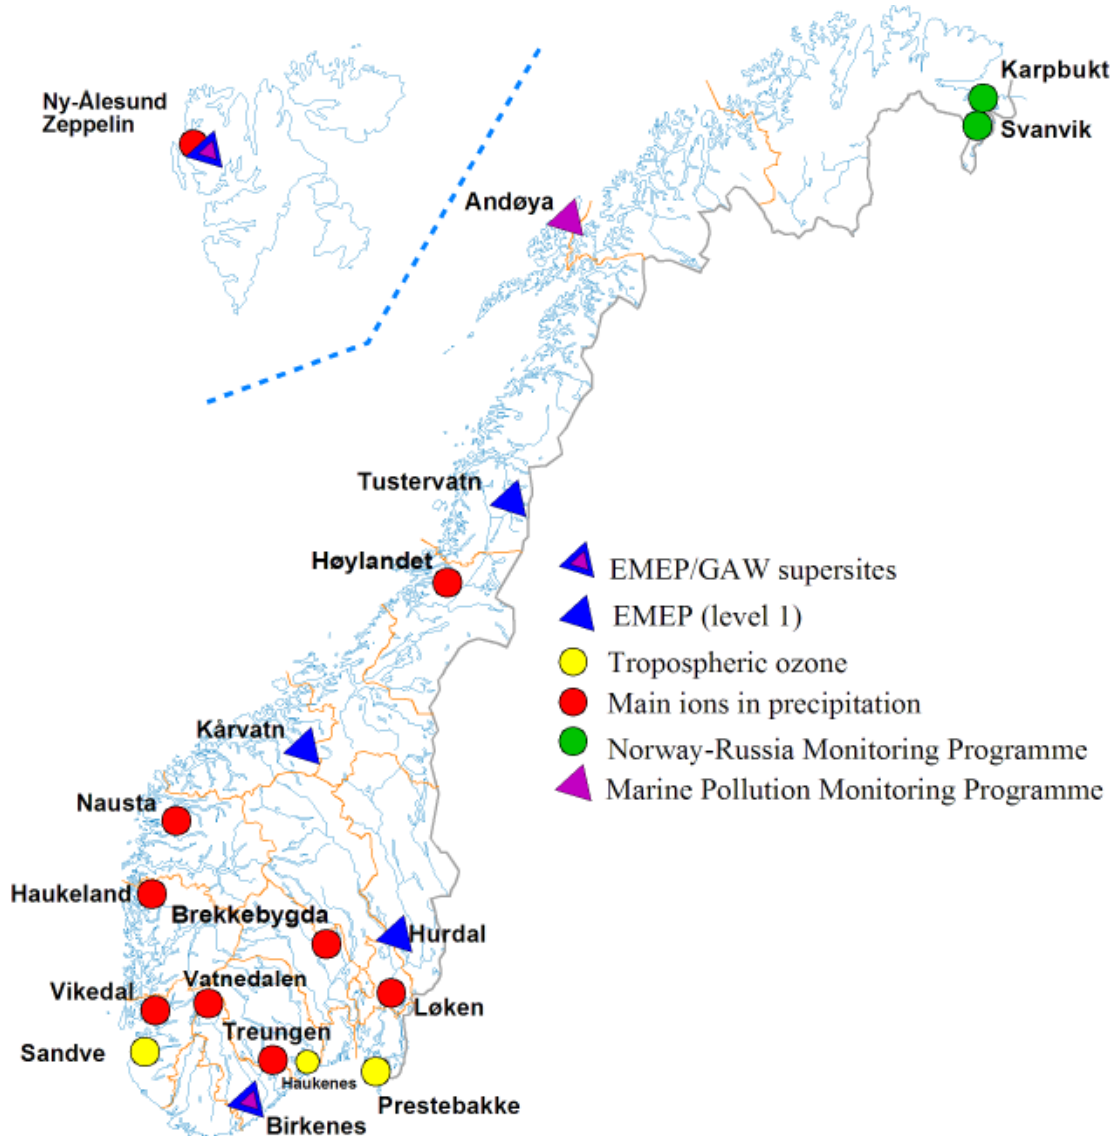 Karpbukt
Ny-Ålesund
Zeppelin
Svanvik
Andøya
Tustervatn
Høylandet
EMEP/GAW supersites
EMEP (level 1)
Tropospheric ozone
Main ions in precipitation
Norway-Russia Monitoring Programme
Marine Pollution Monitoring Programme
Kårvatn
Nausta
Haukeland
Brekkebygda
Hurdal
Vatnedalen
Vikedal
Løken
Treungen
Sandve
Haukenes
Prestebakke
Birkenes